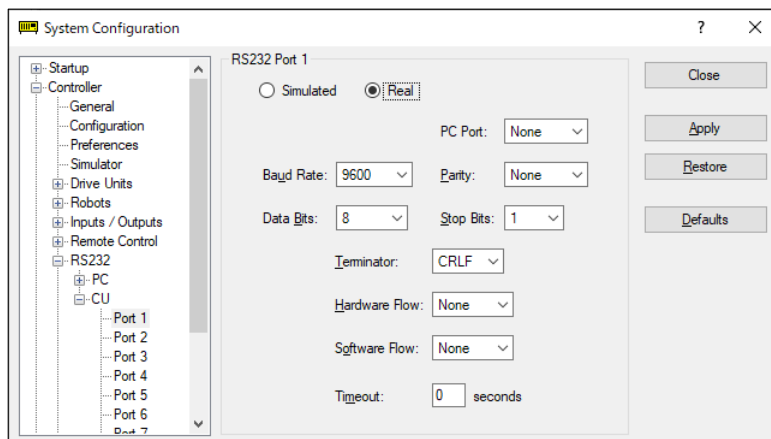 System Configuration
?
Startup
Controller
General
Configuration
Preferences
Simulator
Drive Units
Robots
Inputs / Outputs
Remote Control
RS232
PC
CU
Port 1
Port 2
Port 3
Port 4
Port 5
Port 6
Port 7
RS232 Port 1
Simulated Real
PC Port: None
Baud Rate: 9600 Parity: None
Data Bits: 8 Stop Bits: 1
Terminator: CRLF
Hardware Flow: None
Software Flow: None
Timeout: 0 seconds
Close
Apply
Restore
Defaults